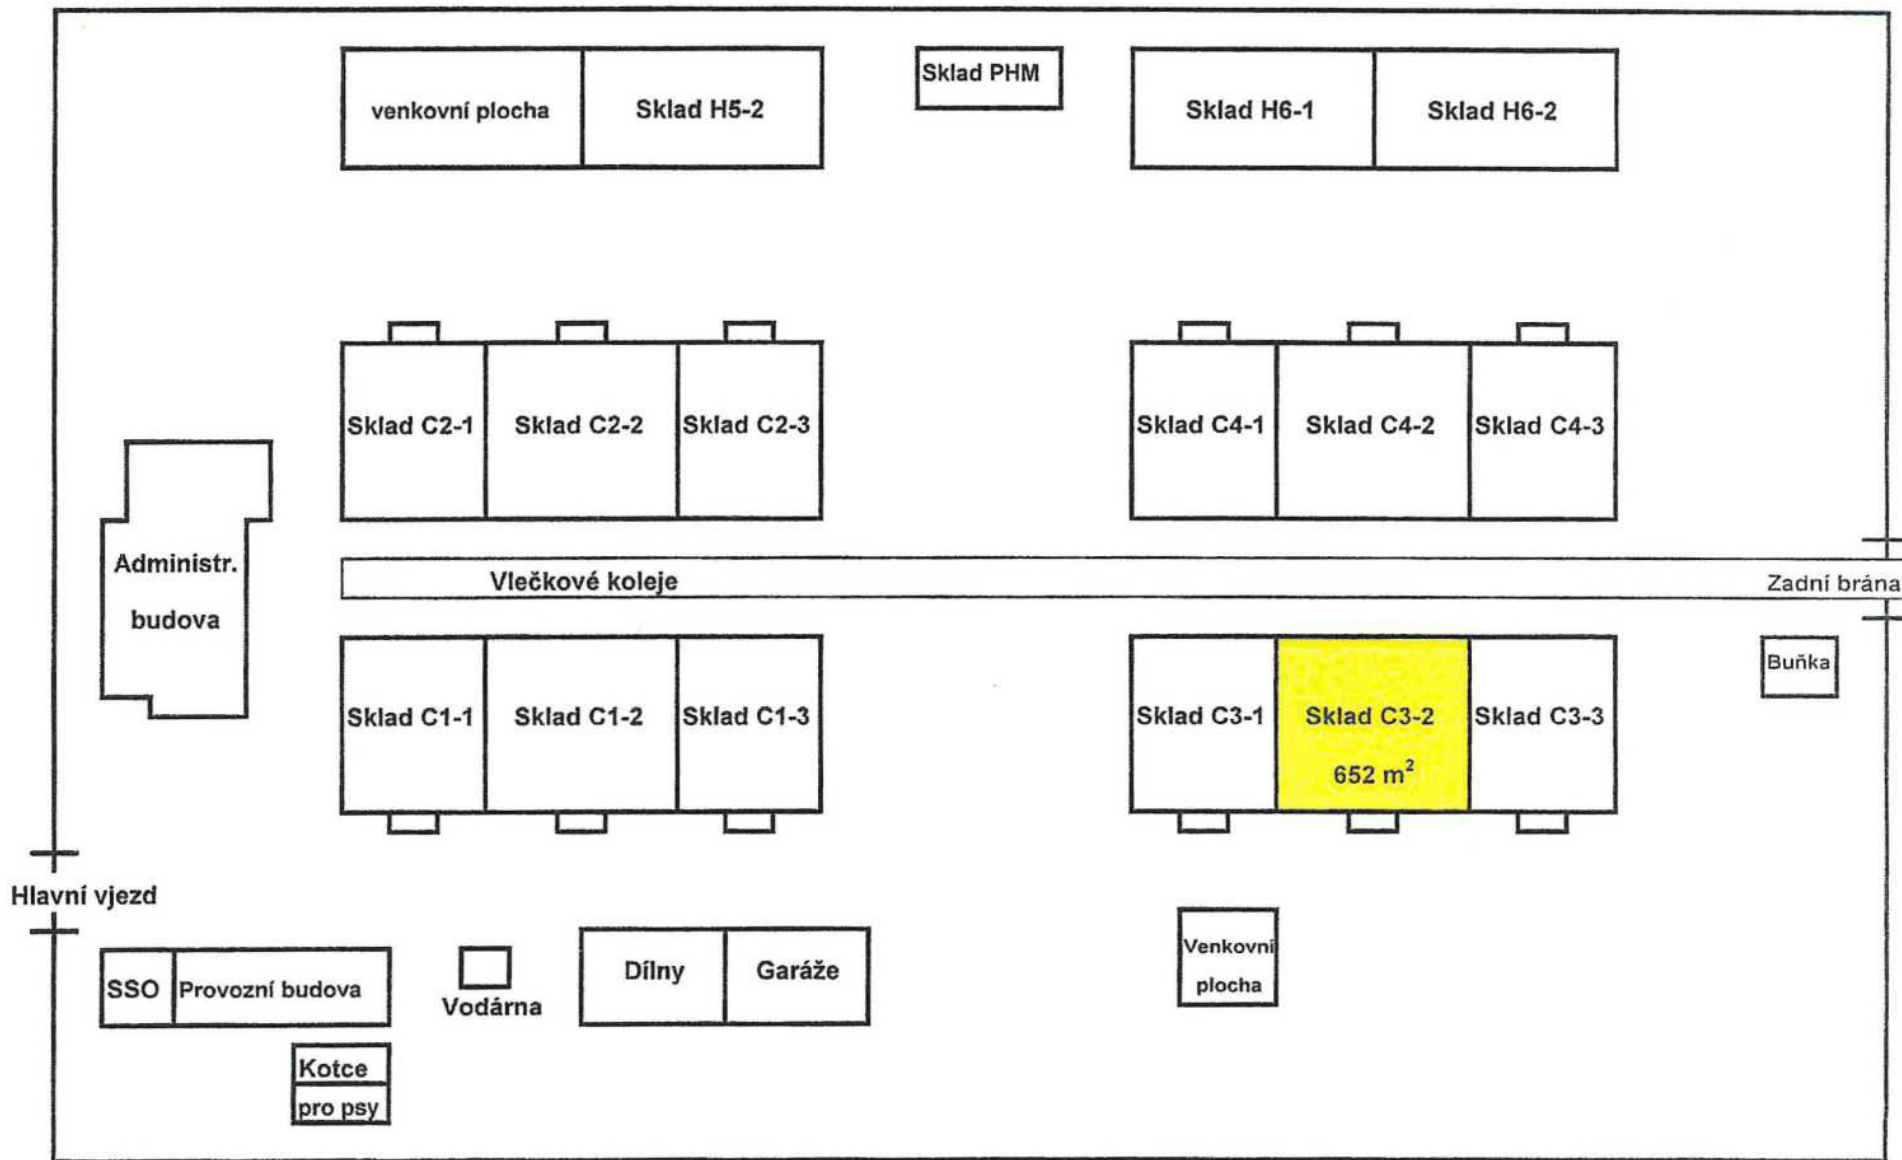 venkovní plocha
Sklad H5-2
Sklad PHM
Sklad H6-1
Sklad H6-2
Sklad C2-1
Sklad C2-2
Sklad C2-3
Sklad C4-1
Sklad C4-2
Sklad C4-3
Administr.
budova
Vlečkové koleje
Zadní brána
Sklad C1-1
Sklad C1-2
Sklad C1-3
Sklad C3-1
Sklad C3-2
652 m²
Sklad C3-3
Buňka
Hlavní vjezd
SSO
Provozní budova
Vodárna
Dílny
Garáže
Venkovní
plocha
Kotce
pro psy